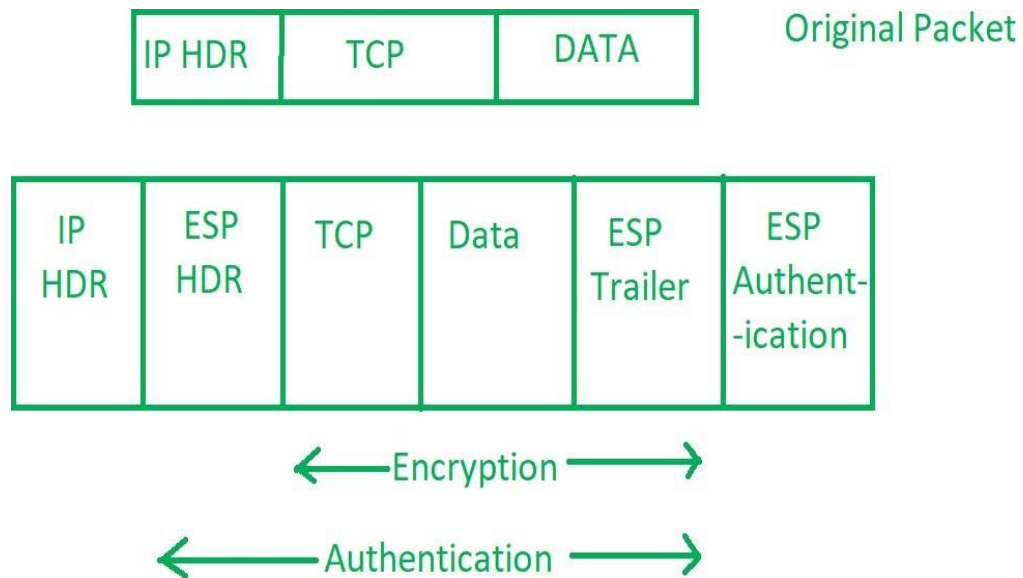 Original Packet
IP HDR
TCP
DATA
IP
HDR
ESP
HDR
TCP
Data
ESP
Trailer
ESP
Authent-
-ication
Encryption
Authentication